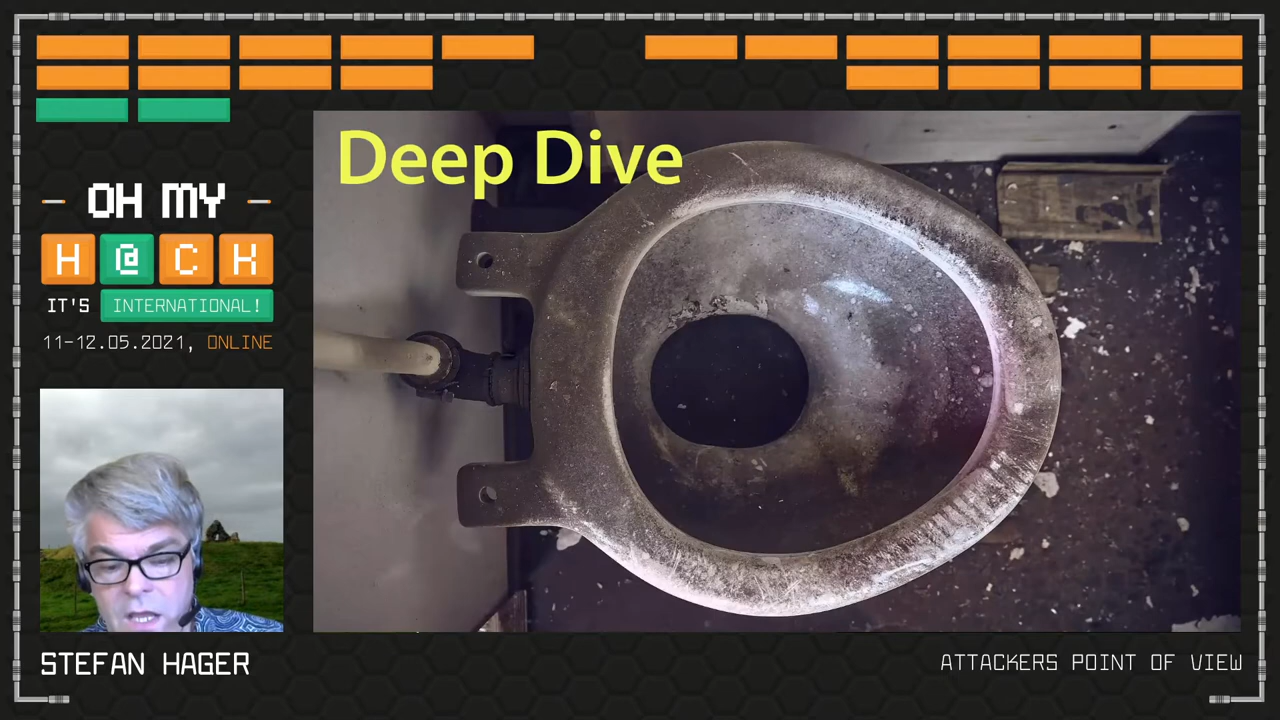 Deep Dive
OH MY
H@CK
IT'S INTERNATIONAL!
11-12.05.2021, ONLINE
STEFAN HAGER
ATTACKERS POINT OF VIEW